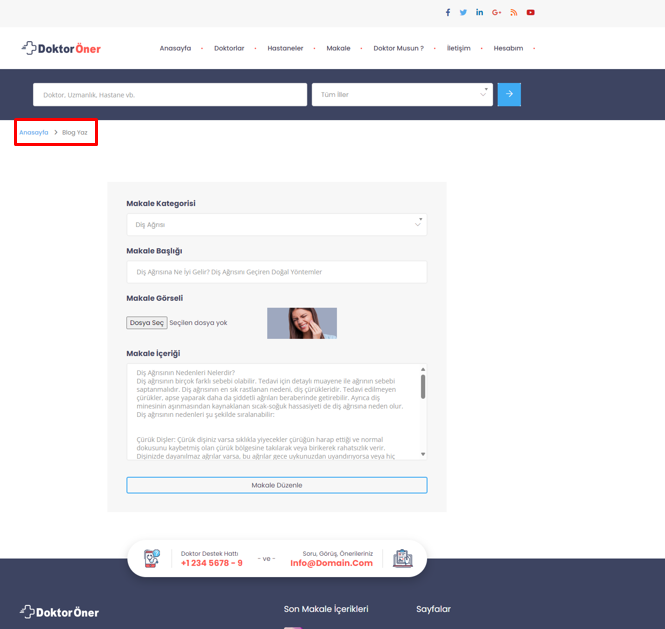 Doktor Öner
Anasayfa Doktorlar Hastaneler Makale Doktor Musun ? İletişim Hesabım
Doktor, Uzmanlık, Hastane vb. Tüm İller
Anasayfa > Blog Yaz
Makale Kategorisi
Diş Ağrısı
Makale Başlığı
Diş Ağrısına Ne İyi Gelir? Diş Ağrısını Geçiren Doğal Yöntemler
Makale Görseli
Dosya Seç Seçilen dosya yok
Makale İçeriği
Diş Ağrısının Nedenleri Nelerdir?
Diş ağrısının birçok farklı sebebi olabilir. Tedavi için detaylı muayene ile ağrının sebebi
saptanmalıdır. Diş ağrısının en sık rastlanan nedeni, diş çürükleridir. Tedavi edilmeyen
çürükler, apse yaparak daha da şiddetli ağrıları beraberinde getirebilir. Ayrıca diş
minesinin aşınmasından kaynaklanan sıcak-soğuk hassasiyeti de diş ağrısına neden olur.
Diş ağrısının nedenleri şu şekilde sıralanabilir:
Çürük Dişler: Çürük dişiniz varsa sıklıkla yiyecekler çürüğün harap ettiği ve normal
dokusunu kaybetmiş olan çürük bölgesine takılarak veya birikerek rahatsızlık verir.
Dişinizde dayanılmaz ağrılar varsa, bu ağrılar gece uykunuzdan uyandırıyorsa veya hiç
Makale Düzenle
Doktor Destek Hattı
+1 234 5678 - 9
- ve -
Soru, Görüş, Önerileriniz
Info@Domain.Com
Doktor Öner
Son Makale İçerikleri
Sayfalar